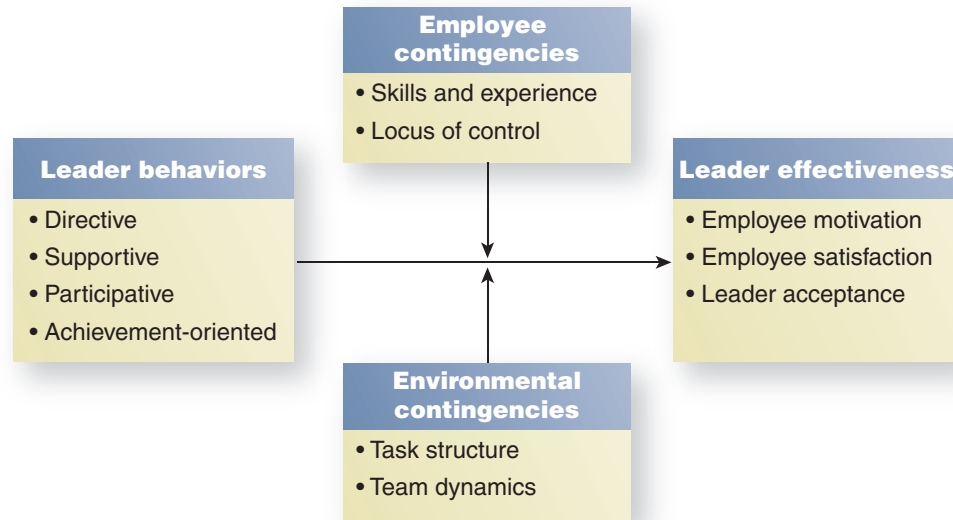 Employee
contingencies
• Skills and experience
• Locus of control
Leader behaviors
• Directive
• Supportive
• Participative
• Achievement-oriented
Leader effectiveness
• Employee motivation
• Employee satisfaction
• Leader acceptance
Environmental
contingencies
• Task structure
• Team dynamics